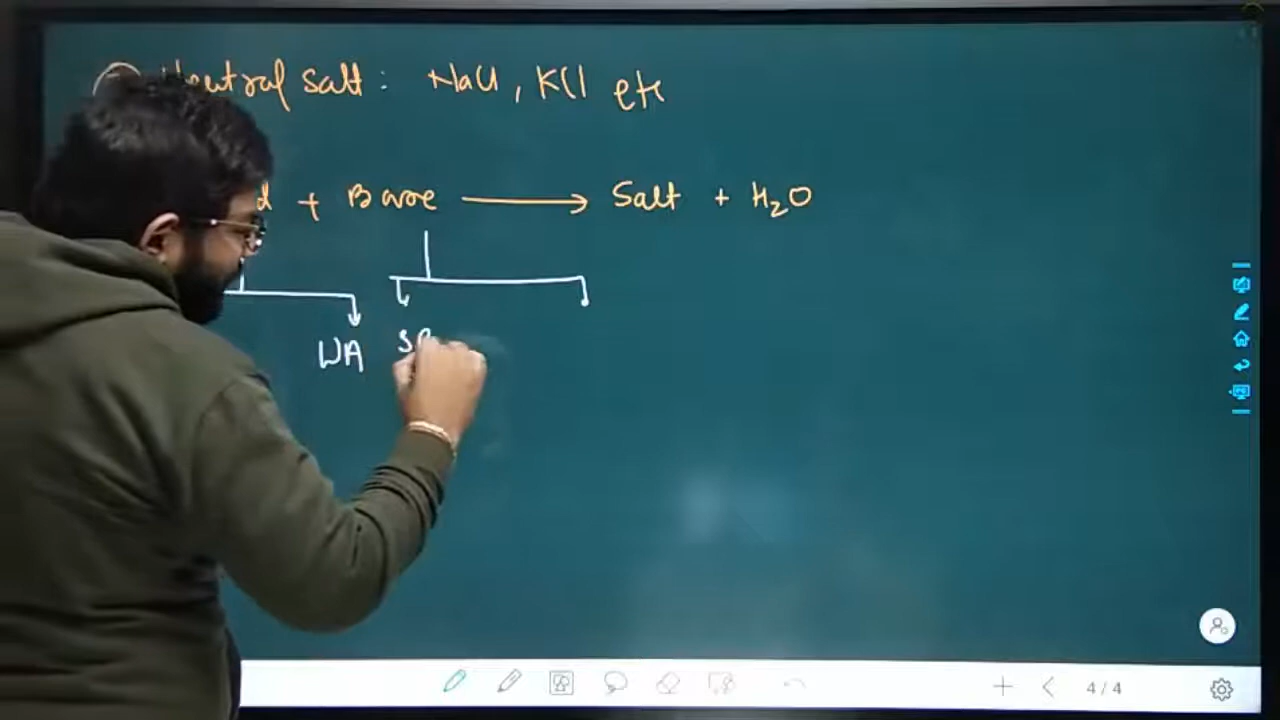 Neutral salt: NaCl, KCl etc
+ Base ⟶ Salt + H₂O
WA
4/4